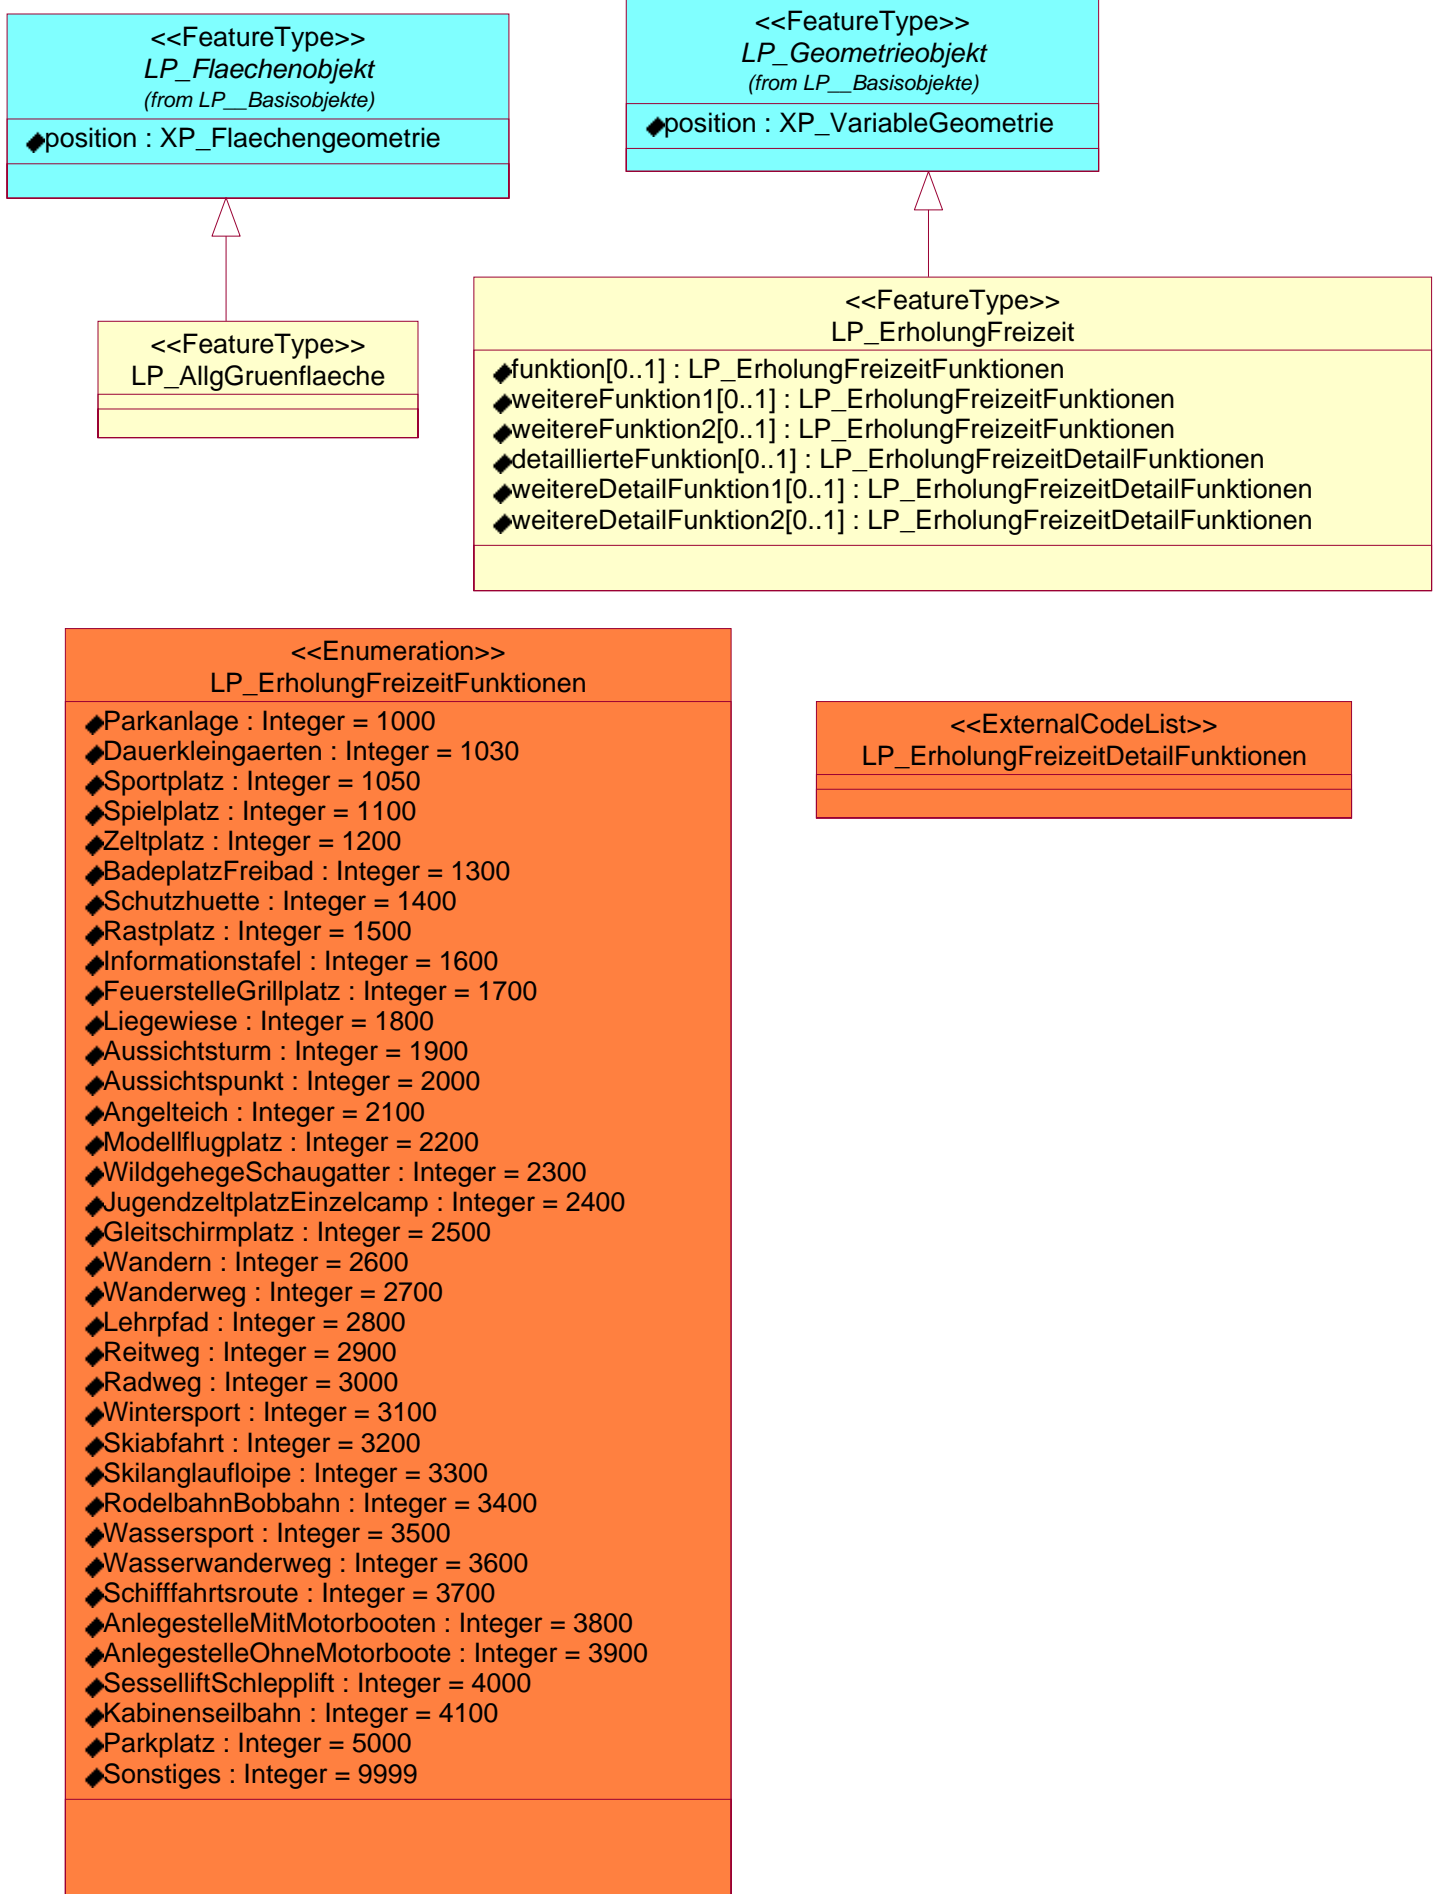 <<FeatureType>>
LP_Flaechenobjekt
(from LP__Basisobjekte)
position : XP_Flaechengeometrie
<<FeatureType>>
LP_Geometrieobjekt
(from LP__Basisobjekte)
position : XP_VariableGeometrie
<<FeatureType>>
LP_AllgGruenflaeche
<<FeatureType>>
LP_ErholungFreizeit
funktion[0..1] : LP_ErholungFreizeitFunktionen
weitereFunktion1[0..1] : LP_ErholungFreizeitFunktionen
weitereFunktion2[0..1] : LP_ErholungFreizeitFunktionen
detaillierteFunktion[0..1] : LP_ErholungFreizeitDetailFunktionen
weitereDetailFunktion1[0..1] : LP_ErholungFreizeitDetailFunktionen
weitereDetailFunktion2[0..1] : LP_ErholungFreizeitDetailFunktionen
<<Enumeration>>
LP_ErholungFreizeitFunktionen
Parkanlage : Integer = 1000
Dauerkleingaerten : Integer = 1030
Sportplatz : Integer = 1050
Spielplatz : Integer = 1100
Zeltplatz : Integer = 1200
BadeplatzFreibad : Integer = 1300
Schutzhuette : Integer = 1400
Rastplatz : Integer = 1500
Informationstafel : Integer = 1600
FeuerstelleGrillplatz : Integer = 1700
Liegewiese : Integer = 1800
Aussichtsturm : Integer = 1900
Aussichtspunkt : Integer = 2000
Angelteich : Integer = 2100
Modellflugplatz : Integer = 2200
WildgehegeSchaugatter : Integer = 2300
JugendzeltplatzEinzelcamp : Integer = 2400
Gleitschirmplatz : Integer = 2500
Wandern : Integer = 2600
Wanderweg : Integer = 2700
Lehrpfad : Integer = 2800
Reitweg : Integer = 2900
Radweg : Integer = 3000
Wintersport : Integer = 3100
Skiabfahrt : Integer = 3200
Skilanglaufloipe : Integer = 3300
RodelbahnBobbahn : Integer = 3400
Wassersport : Integer = 3500
Wasserwanderweg : Integer = 3600
Schifffahrtsroute : Integer = 3700
AnlegestelleMitMotorbooten : Integer = 3800
AnlegestelleOhneMotorboote : Integer = 3900
SesselliftSchlepplift : Integer = 4000
Kabinenseilbahn : Integer = 4100
Parkplatz : Integer = 5000
Sonstiges : Integer = 9999
<<ExternalCodeList>>
LP_ErholungFreizeitDetailFunktionen